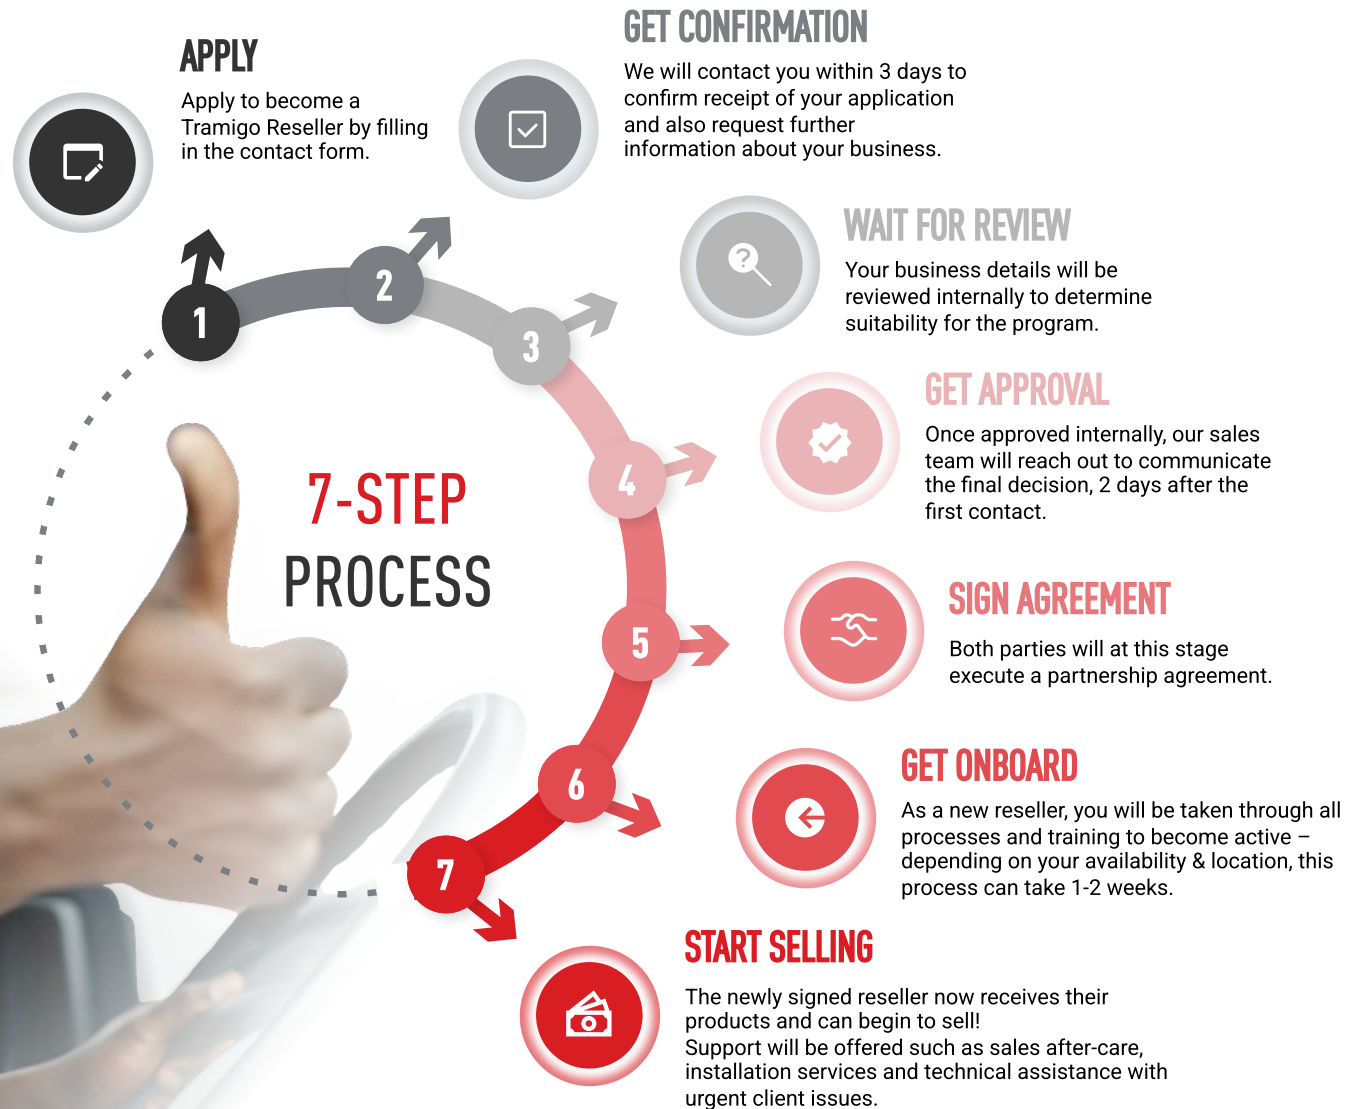 APPLY
Apply to become a
Tramigo Reseller by filling
in the contact form.
GET CONFIRMATION
We will contact you within 3 days to
confirm receipt of your application
and also request further
information about your business.
WAIT FOR REVIEW
Your business details will be
reviewed internally to determine
suitability for the program.
GET APPROVAL
Once approved internally, our sales
team will reach out to communicate
the final decision, 2 days after the
first contact.
SIGN AGREEMENT
Both parties will at this stage
execute a partnership agreement.
GET ONBOARD
As a new reseller, you will be taken through all
processes and training to become active –
depending on your availability & location, this
process can take 1-2 weeks.
START SELLING
The newly signed reseller now receives their
products and can begin to sell!
Support will be offered such as sales after-care,
installation services and technical assistance with
urgent client issues.
7-STEP
PROCESS
1
2
3
4
5
6
7
?